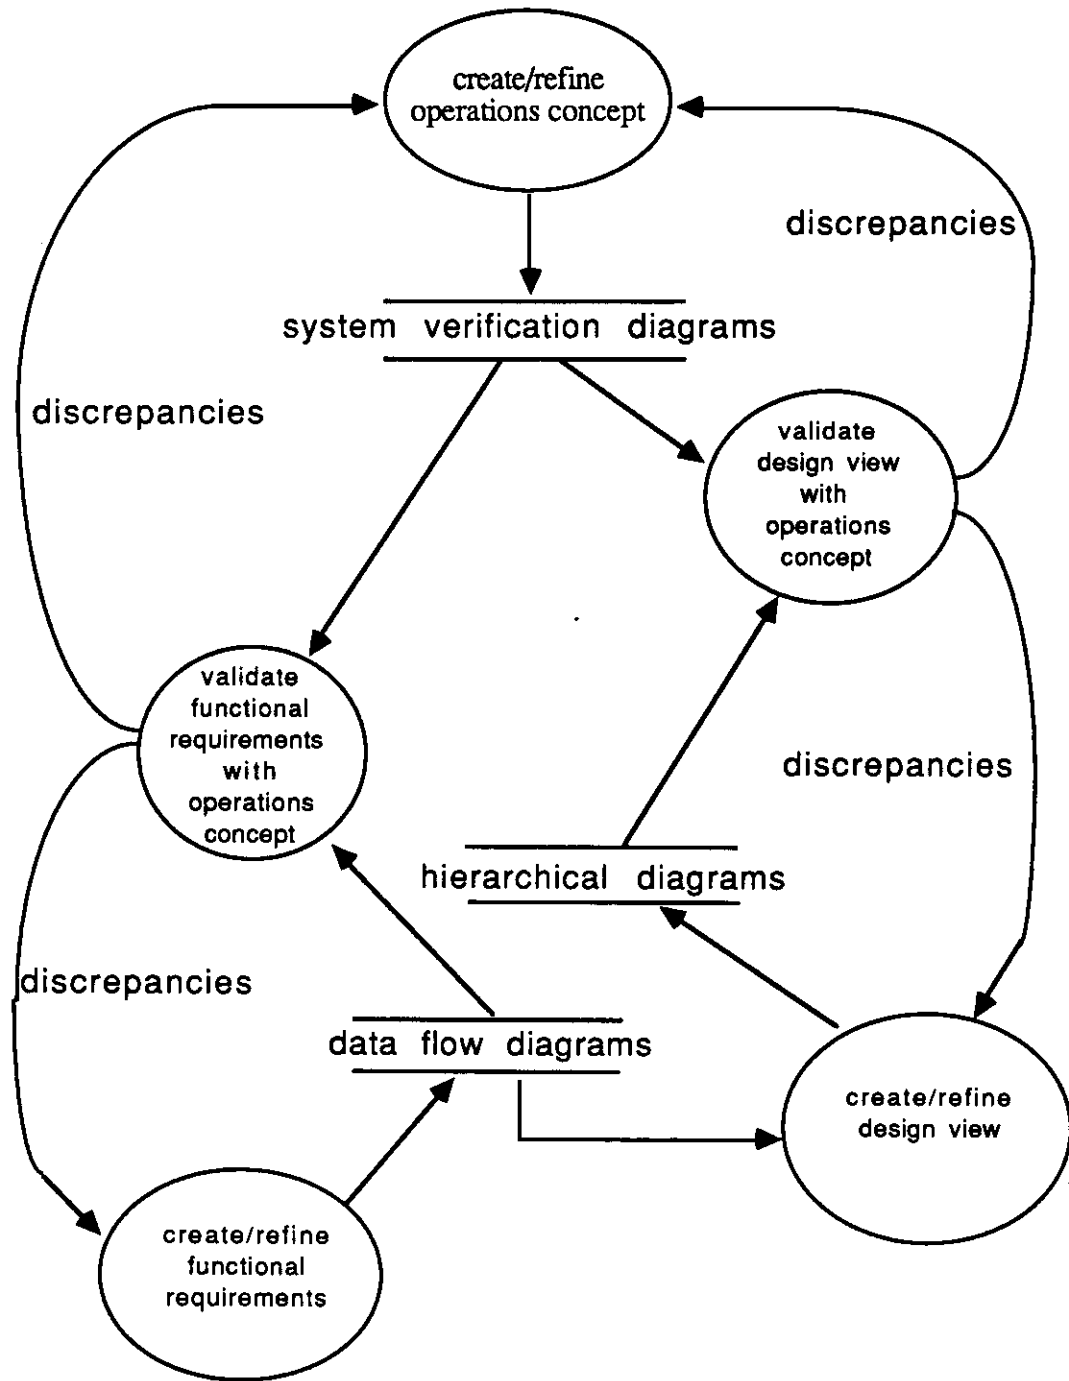 create/refine
operations concept
discrepancies
system verification diagrams
discrepancies
validate
design view
with
operations
concept
validate
functional
requirements
with
operations
concept
discrepancies
hierarchical diagrams
discrepancies
data flow diagrams
create/refine
design view
create/refine
functional
requirements